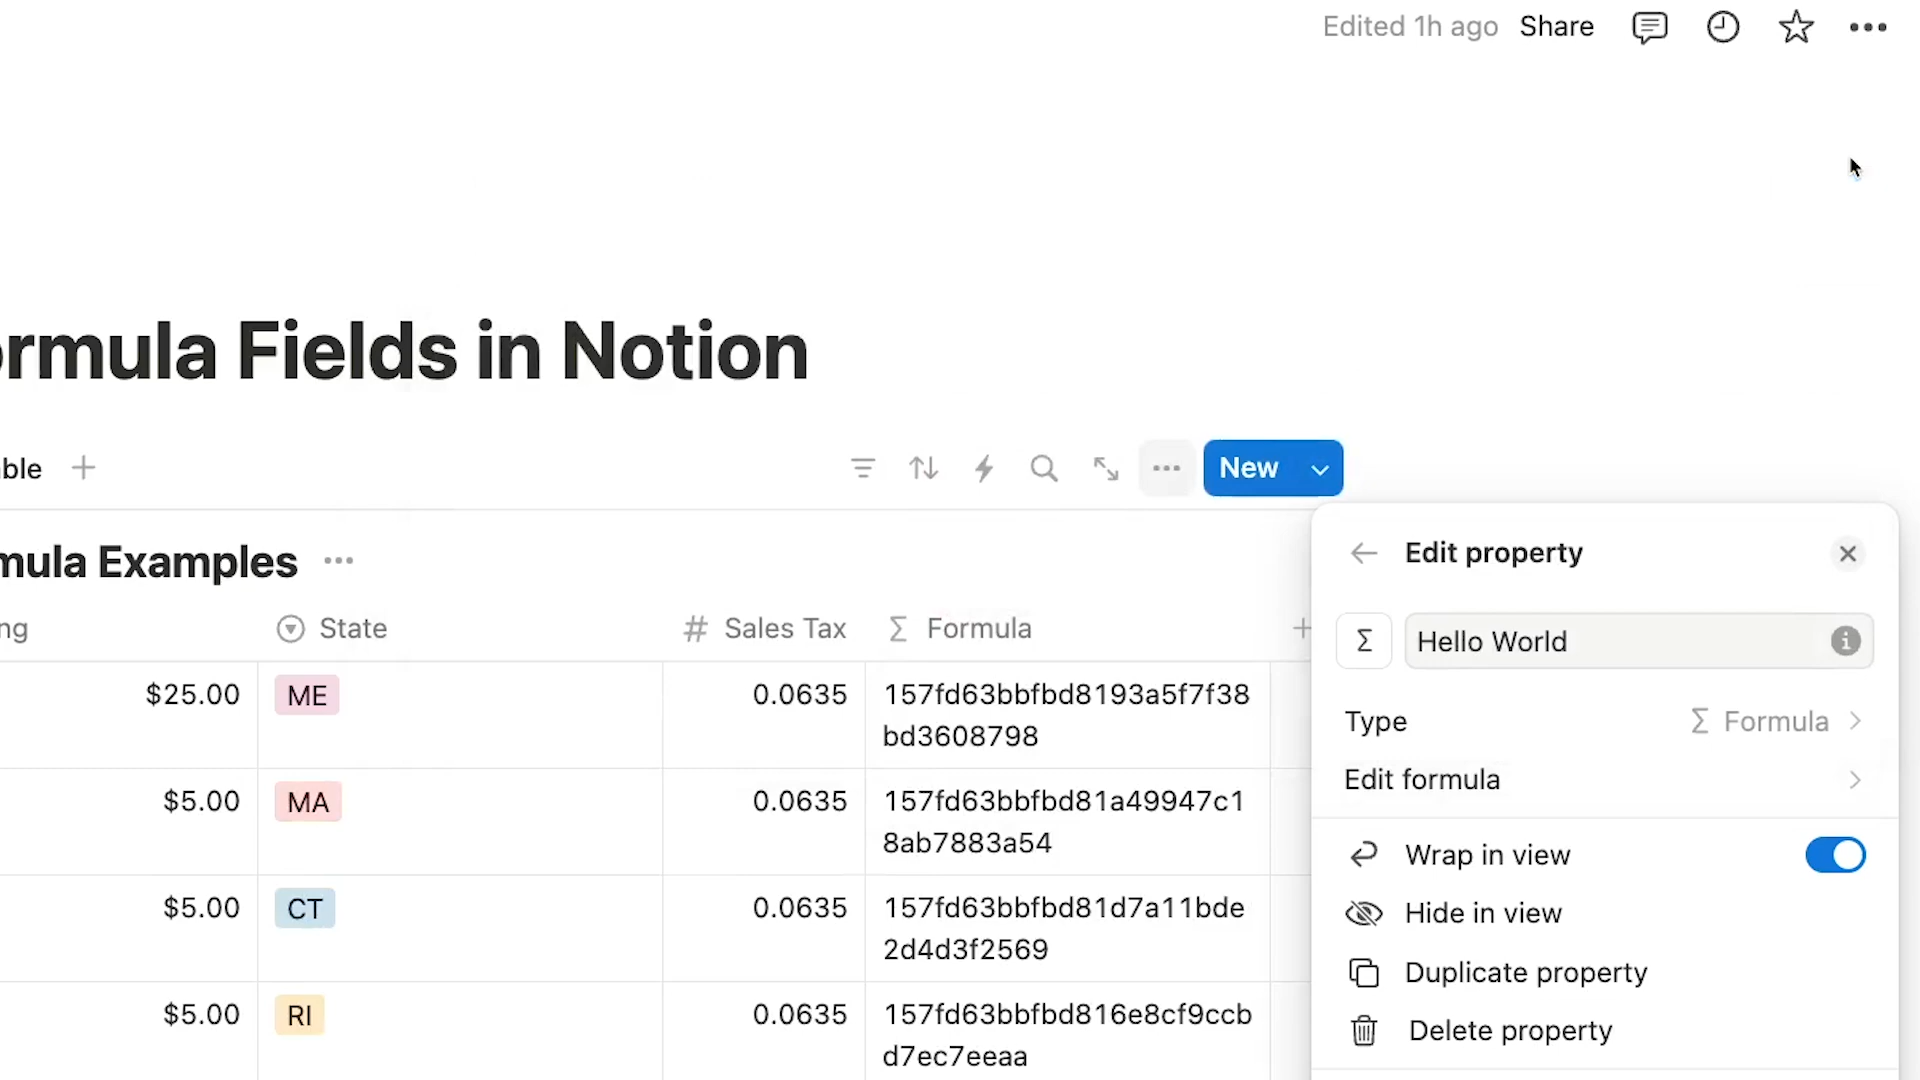 Edited 1h ago Share
ormula Fields in Notion
ble
New
mula Examples
ng State Sales Tax Formula
$25.00 ME 0.0635 157fd63bbfbd8193a5f7f38
bd3608798
$5.00 MA 0.0635 157fd63bbfbd81a49947c1
8ab7883a54
$5.00 CT 0.0635 157fd63bbfbd81d7a11bde
2d4d3f2569
$5.00 RI 0.0635 157fd63bbfbd816e8cf9ccb
d7ec7eeaa
Edit property
Σ Hello World
Type Σ Formula
Edit formula
Wrap in view
Hide in view
Duplicate property
Delete property